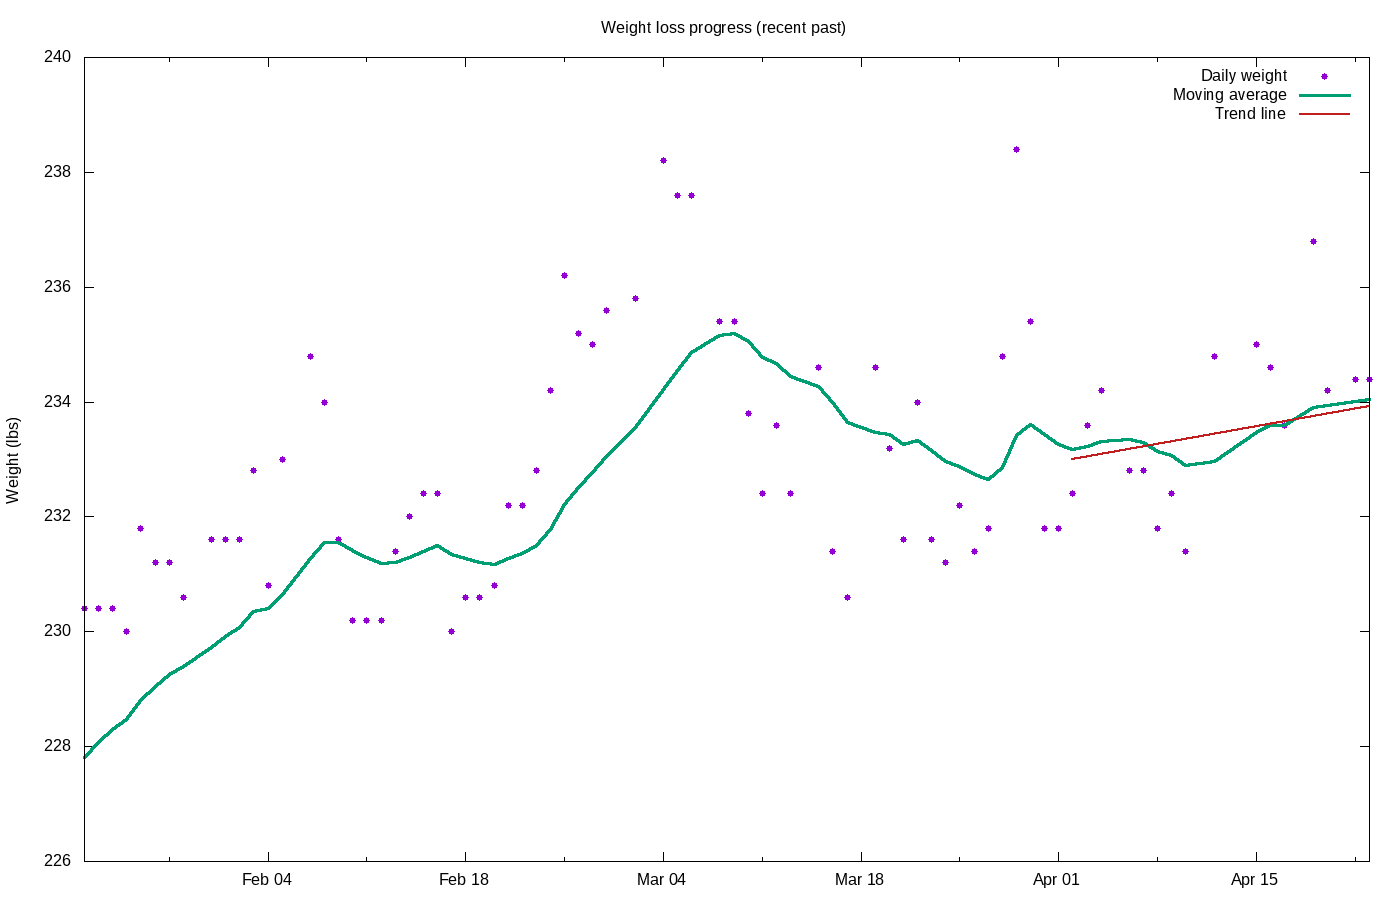 Weight loss progress (recent past)
Daily weight
Moving average
Trend line
240
238
236
234
232
230
228
226
Weight (lbs)
Feb 04 Feb 18 Mar 04 Mar 18 Apr 01 Apr 15